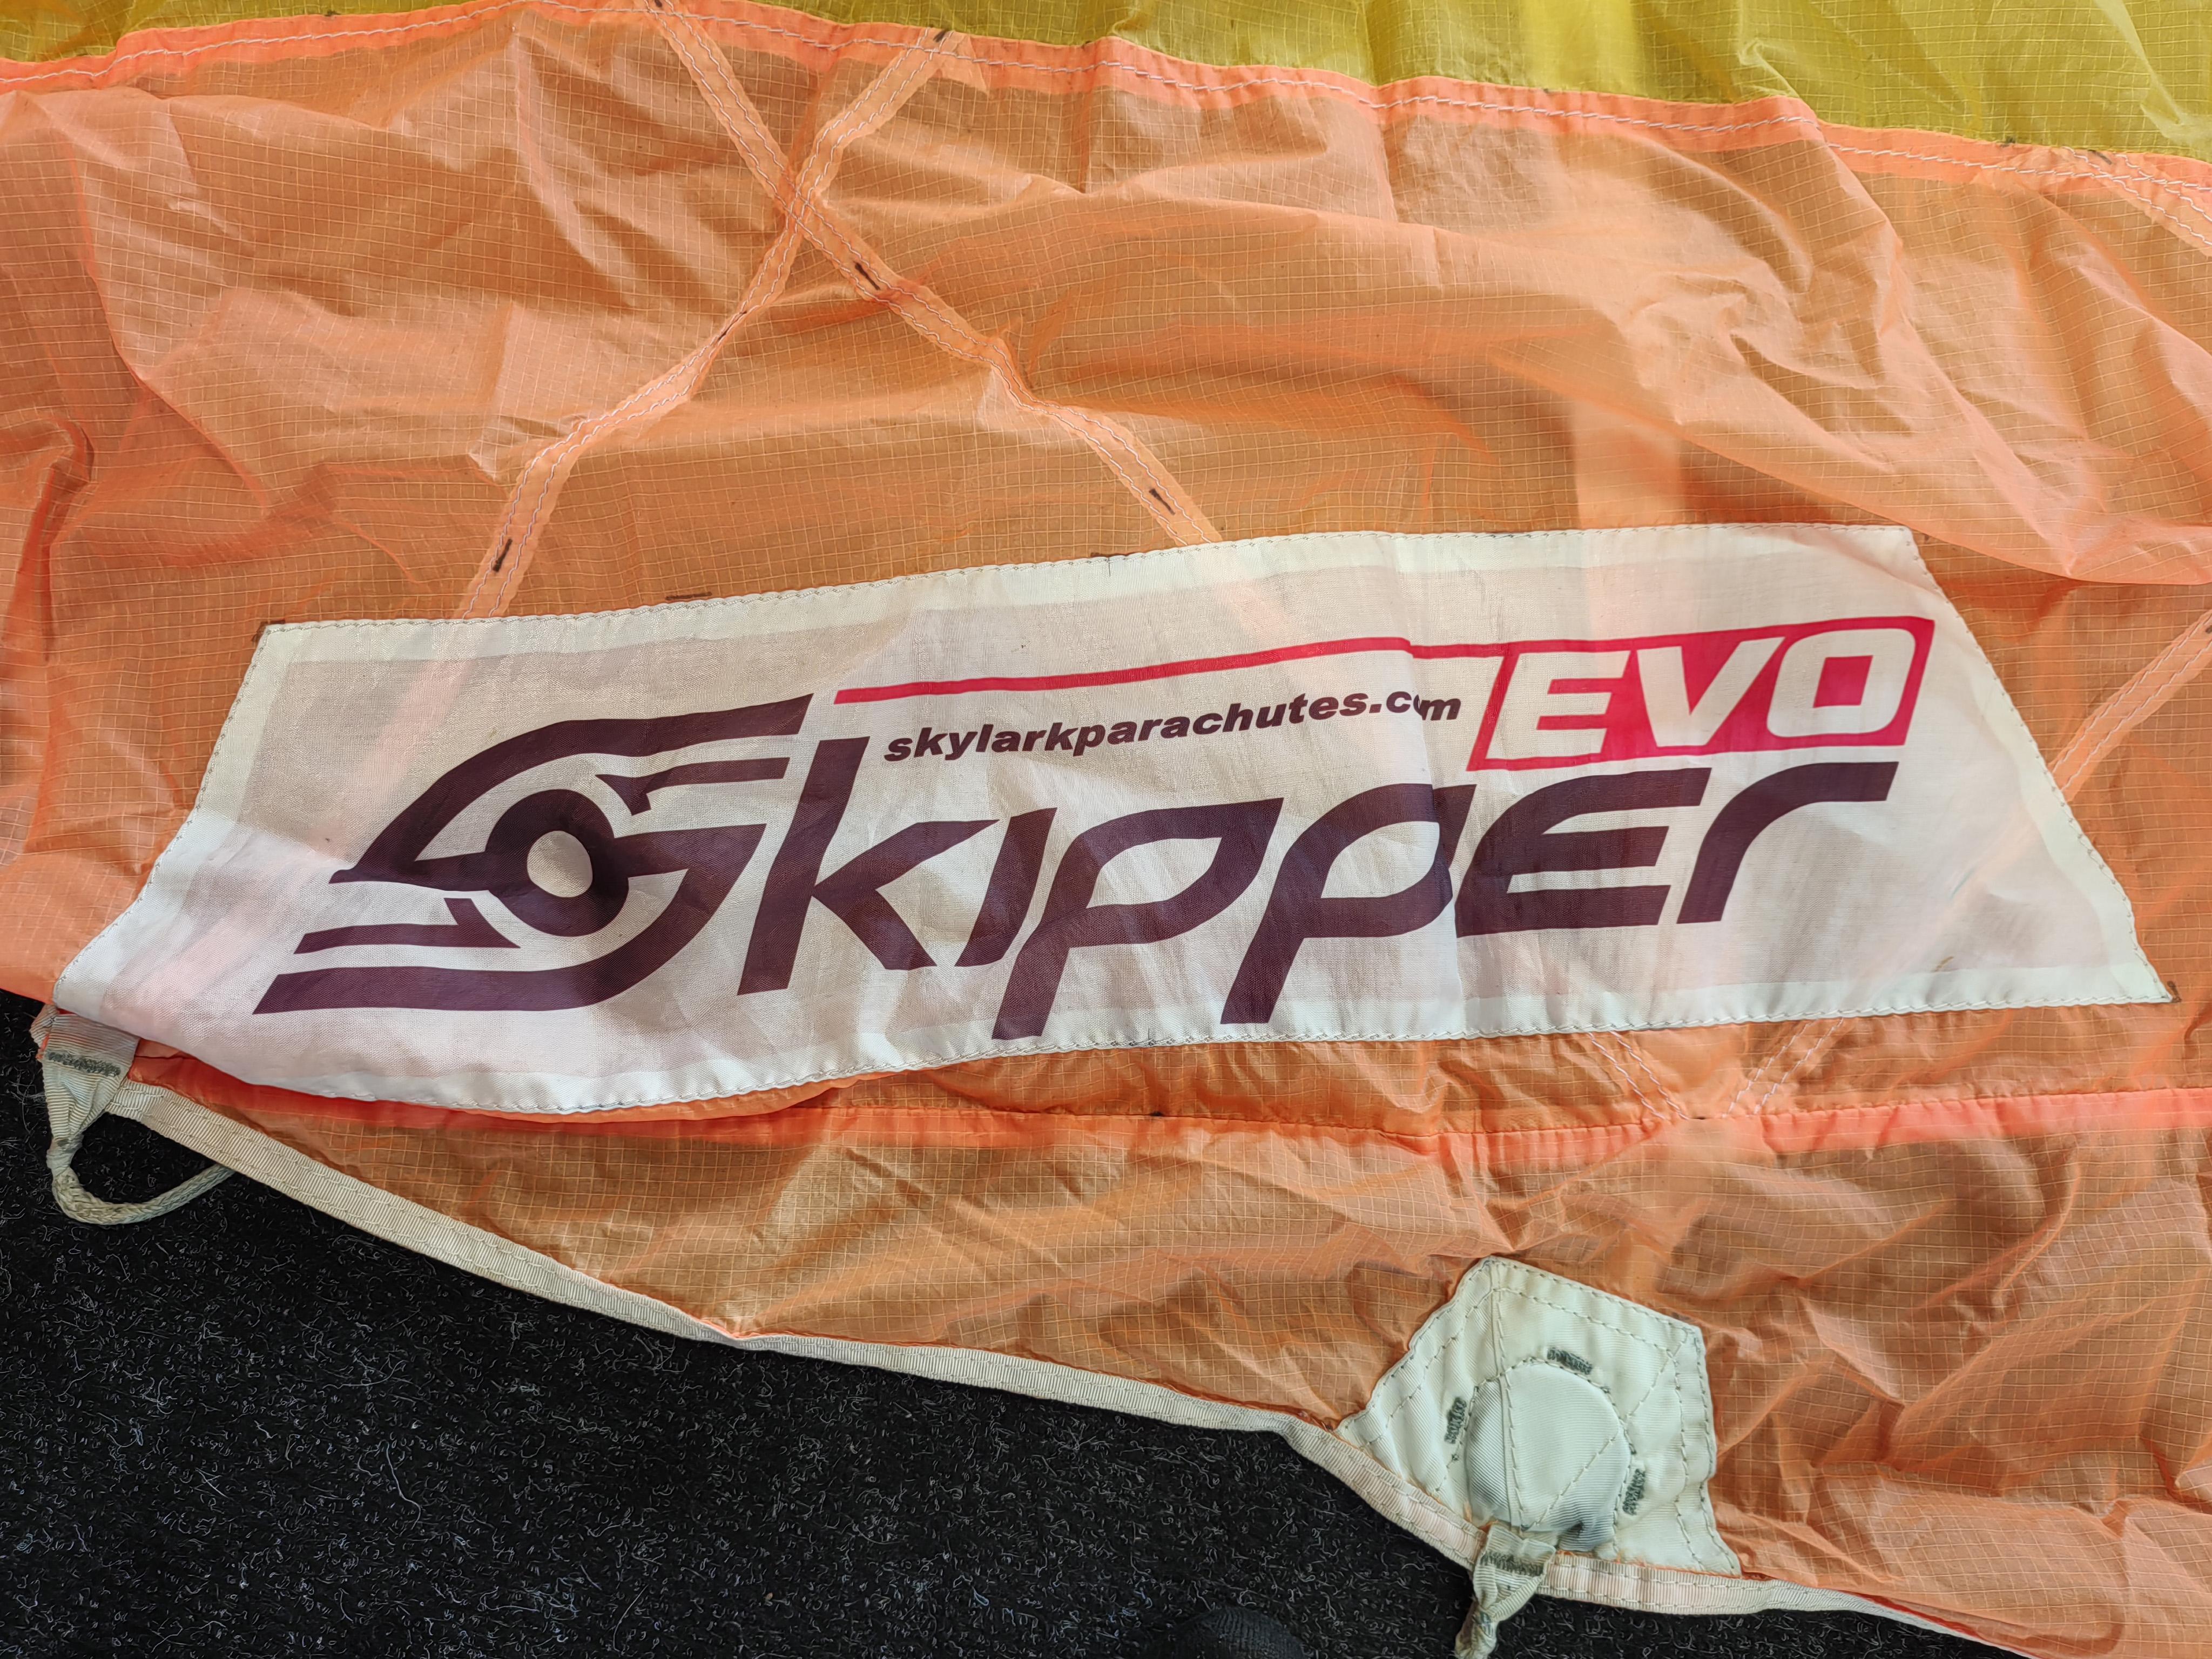 EVO
skylarkparachutes.com
Skipper